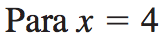 Para x = 4